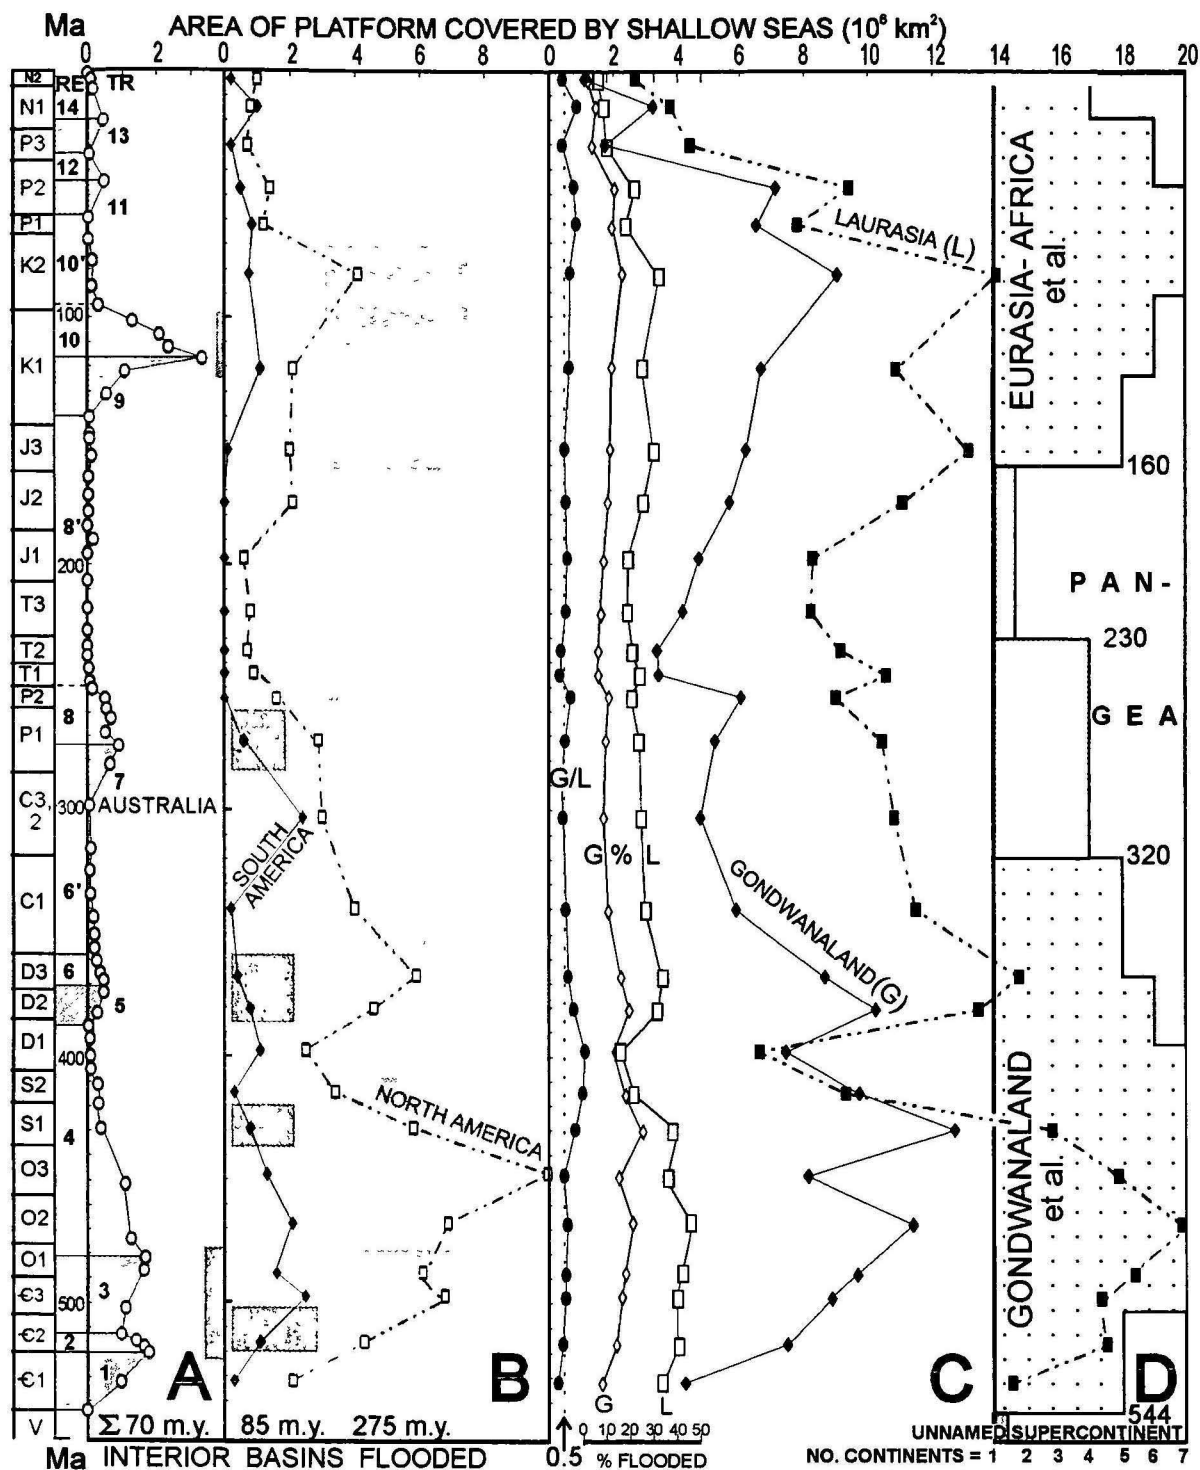 Ma AREA OF PLATFORM COVERED BY SHALLOW SEAS (10⁶ km²)
0 2 0 2 4 6 8 0 2 4 6 8 10 12 14 16 18 20
N2 RE TR
N1 14
13
P3
12
P2
11
P1
K2 10'
100
10
K1
9
J3
J2
8'
J1
200
T3
T2
T1
P2
8
P1
7
C3,
2
300 AUSTRALIA
C1
6'
D3 6
D2 5
D1
400
S2
S1
4
O3
O2
O1
3
Є3
500
Є2 2
Є1 1
V
A
Σ 70 m.y. 85 m.y. 275 m.y.
SOUTH
AMERICA
NORTH AMERICA
B
G/L
G % L
LAURASIA (L)
GONDWANALAND (G)
G L
C
EURASIA-AFRICA
et al.
160
PAN-
230
GEA
320
GONDWANALAND
et al.
D
544
UNNAMED SUPERCONTINENT
0 10 20 30 40 50
Ma INTERIOR BASINS FLOODED 0.5 % FLOODED NO. CONTINENTS = 1 2 3 4 5 6 7